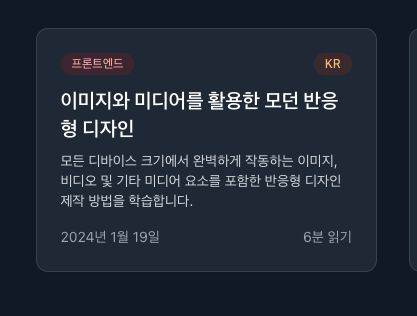 프론트엔드
KR
이미지와 미디어를 활용한 모던 반응
형 디자인
모든 디바이스 크기에서 완벽하게 작동하는 이미지,
비디오 및 기타 미디어 요소를 포함한 반응형 디자인
제작 방법을 학습합니다.
2024년 1월 19일
6분 읽기